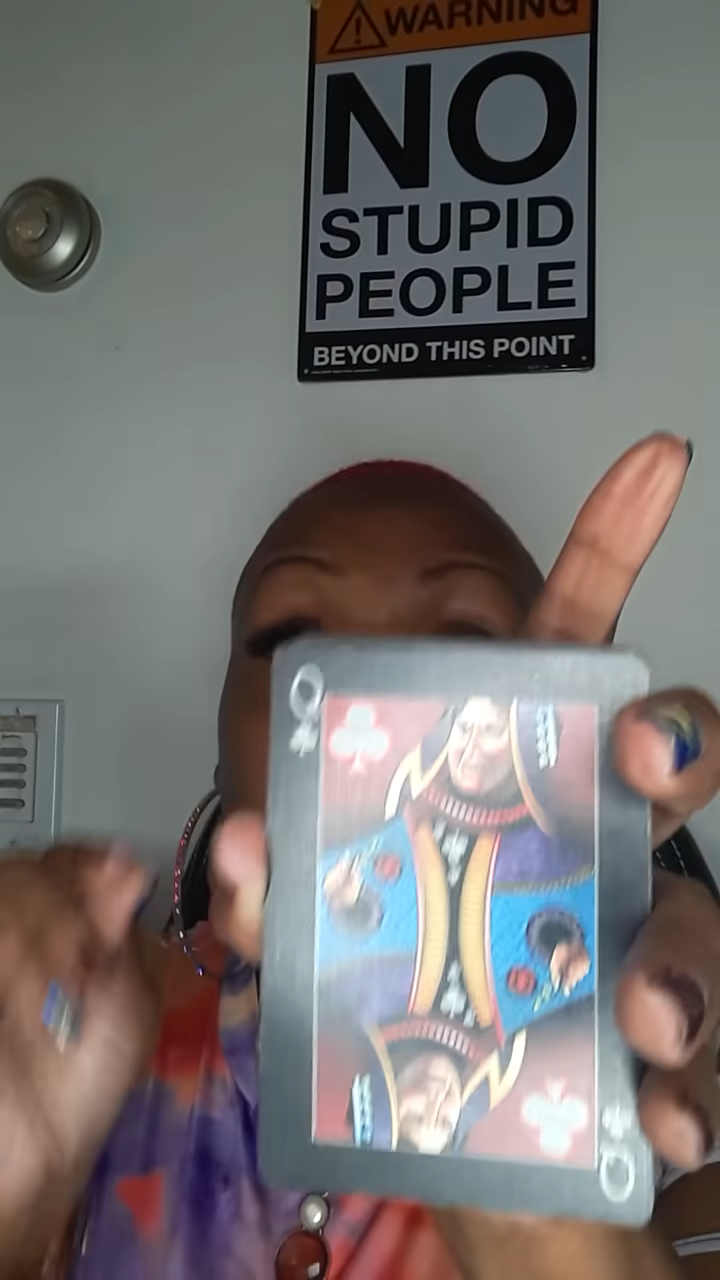 WARNING
NO
STUPID
PEOPLE
BEYOND THIS POINT
Q
Q